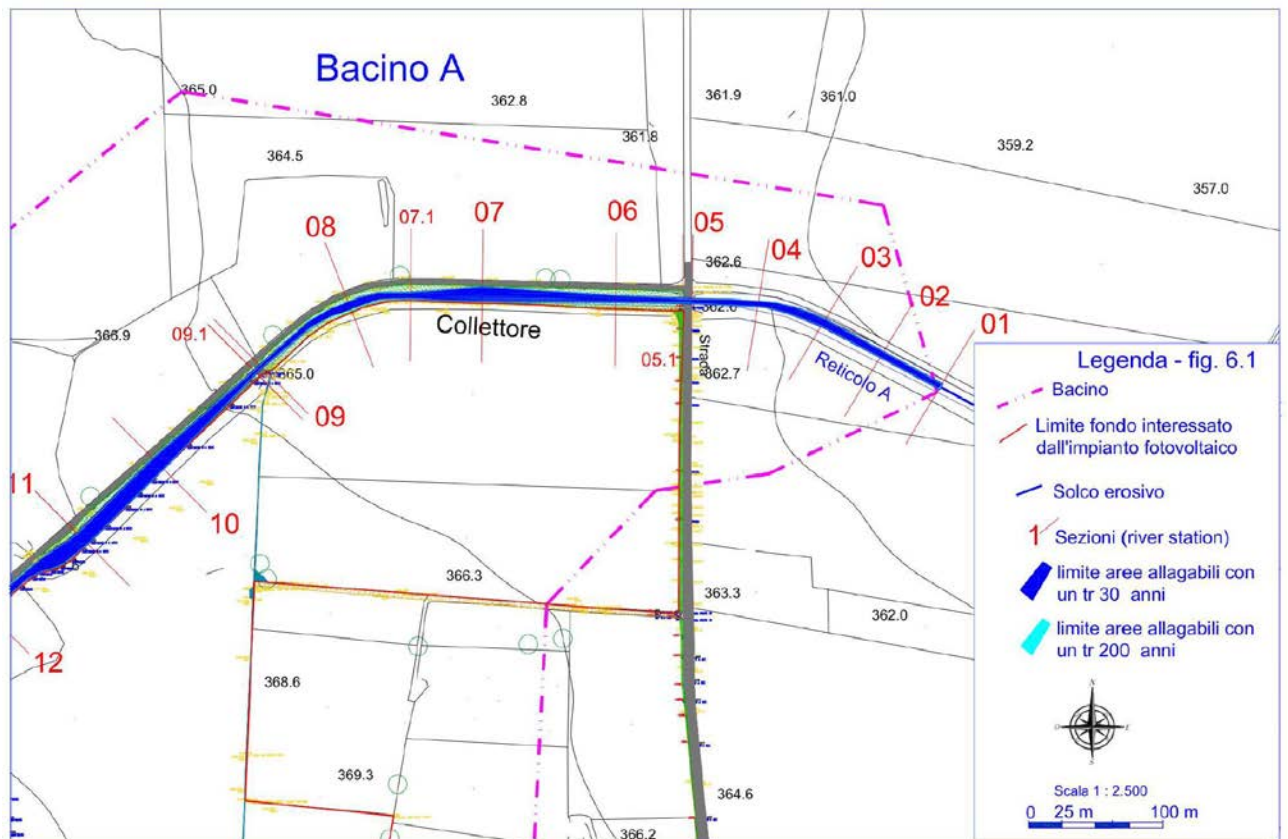 Bacino A
365.0
362.8
361.9
361.0
361.8
359.2
364.5
357.0
08
07.1
07
06
05
04
03
02
01
362.6
362.0
Collettore
Strada
05.1
362.7
Reticolo A
09.1
365.0
09
11
10
12
366.3
363.3
362.0
368.6
369.3
364.6
366.2
Legenda - fig. 6.1
Bacino
Limite fondo interessato
dall'impianto fotovoltaico
Solco erosivo
1 Sezioni (river station)
limite aree allagabili con
un tr 30 anni
limite aree allagabili con
un tr 200 anni
N
O
E
S
Scala 1 : 2.500
0 25 m 100 m